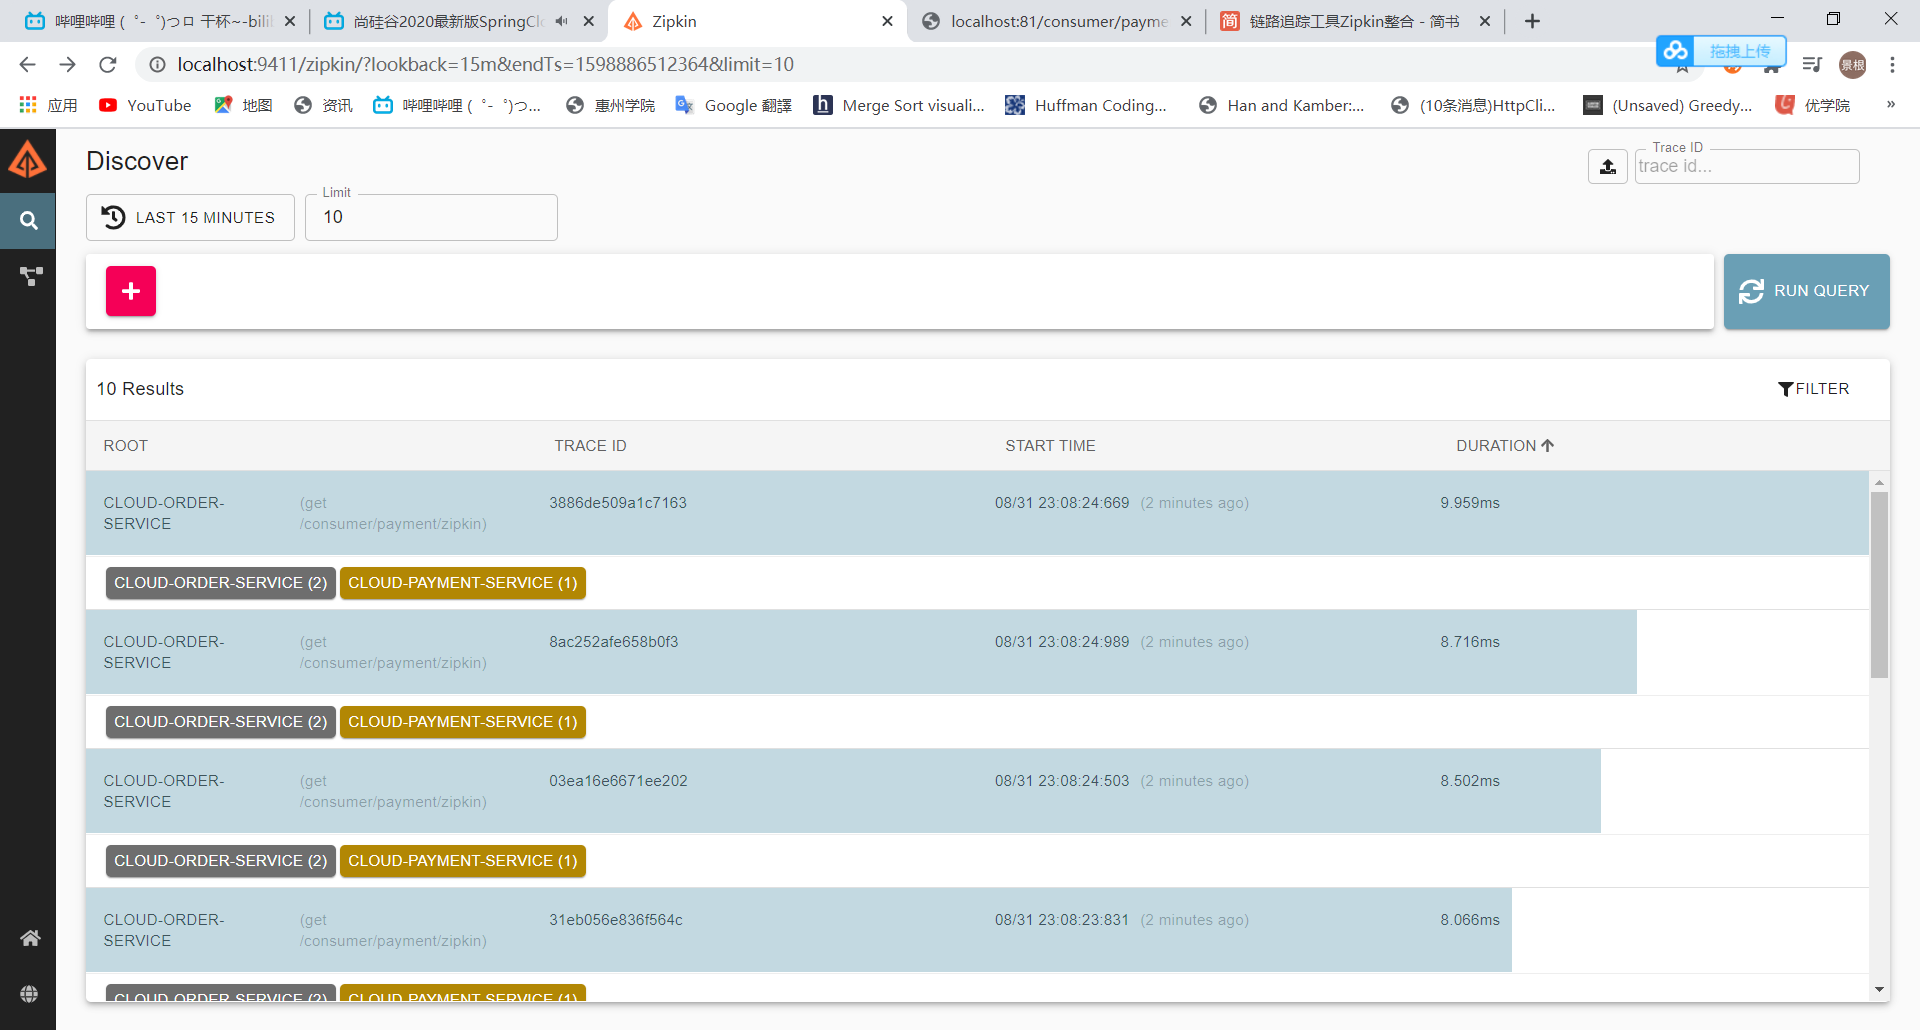 哔哩哔哩 (゜-゜)つロ 干杯~-bili
尚硅谷2020最新版SpringClo
Zipkin
localhost:81/consumer/payme
简
链路追踪工具Zipkin整合 - 简书
localhost:9411/zipkin/?lookback=15m&endTs=1598886512364&limit=10
拖拽上传
景根
应用
YouTube
地图
资讯
哔哩哔哩 (゜-゜)つ...
惠州学院
Google 翻譯
Merge Sort visuali...
Huffman Coding...
Han and Kamber:...
(10条消息)HttpCli...
(Unsaved) Greedy...
优学院
»
Discover
Trace ID
trace id...
LAST 15 MINUTES
Limit
10
RUN QUERY
10 Results
FILTER
ROOT TRACE ID START TIME DURATION
CLOUD-ORDER-SERVICE (get /consumer/payment/zipkin) 3886de509a1c7163 08/31 23:08:24:669 (2 minutes ago) 9.959ms
CLOUD-ORDER-SERVICE (2) CLOUD-PAYMENT-SERVICE (1)
CLOUD-ORDER-SERVICE (get /consumer/payment/zipkin) 8ac252afe658b0f3 08/31 23:08:24:989 (2 minutes ago) 8.716ms
CLOUD-ORDER-SERVICE (2) CLOUD-PAYMENT-SERVICE (1)
CLOUD-ORDER-SERVICE (get /consumer/payment/zipkin) 03ea16e6671ee202 08/31 23:08:24:503 (2 minutes ago) 8.502ms
CLOUD-ORDER-SERVICE (2) CLOUD-PAYMENT-SERVICE (1)
CLOUD-ORDER-SERVICE (get /consumer/payment/zipkin) 31eb056e836f564c 08/31 23:08:23:831 (2 minutes ago) 8.066ms
CLOUD-ORDER-SERVICE (2) CLOUD-PAYMENT-SERVICE (1)